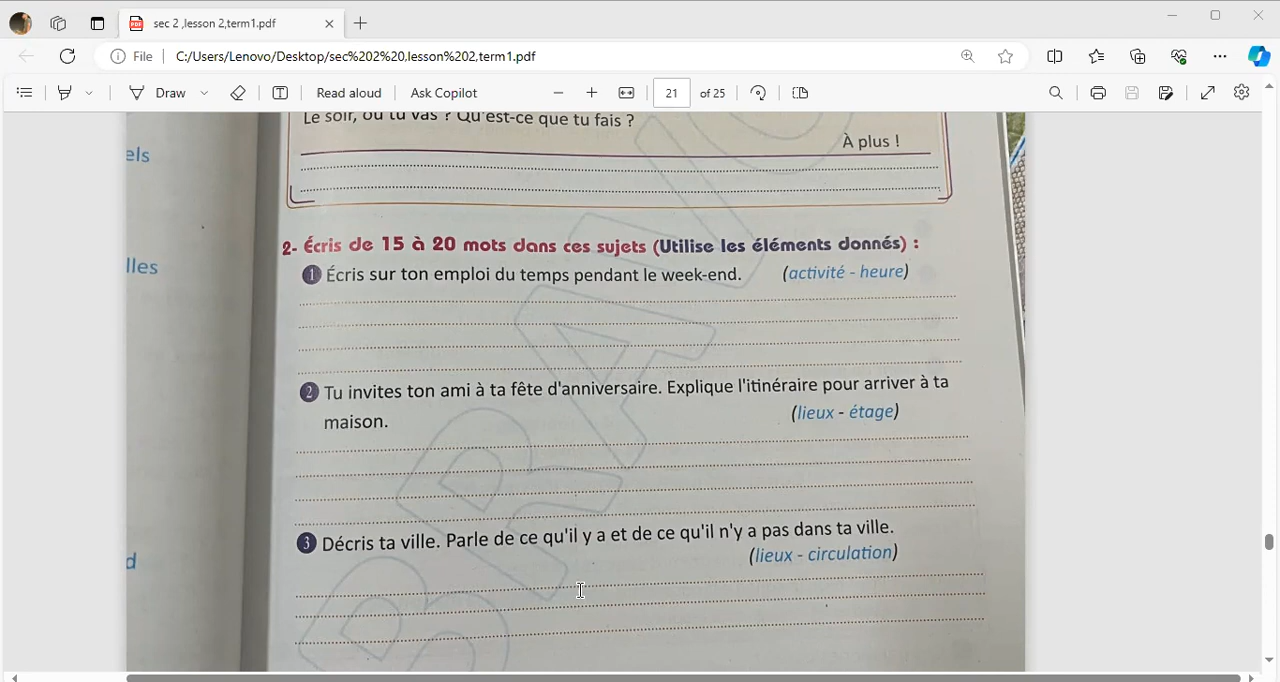 sec 2 ,lesson 2,term1.pdf
File C:/Users/Lenovo/Desktop/sec%202%20,lesson%202,term1.pdf
Draw Read aloud Ask Copilot 21 of 25
Le soir, où tu vas ? Qu'est-ce que tu fais ?
À plus !
els
2- Écris de 15 à 20 mots dans ces sujets (Utilise les éléments donnés) :
lles
1 Écris sur ton emploi du temps pendant le week-end. (activité - heure)
2 Tu invites ton ami à ta fête d'anniversaire. Explique l'itinéraire pour arriver à ta
maison. (lieux - étage)
3 Décris ta ville. Parle de ce qu'il y a et de ce qu'il n'y a pas dans ta ville.
(lieux - circulation)
d